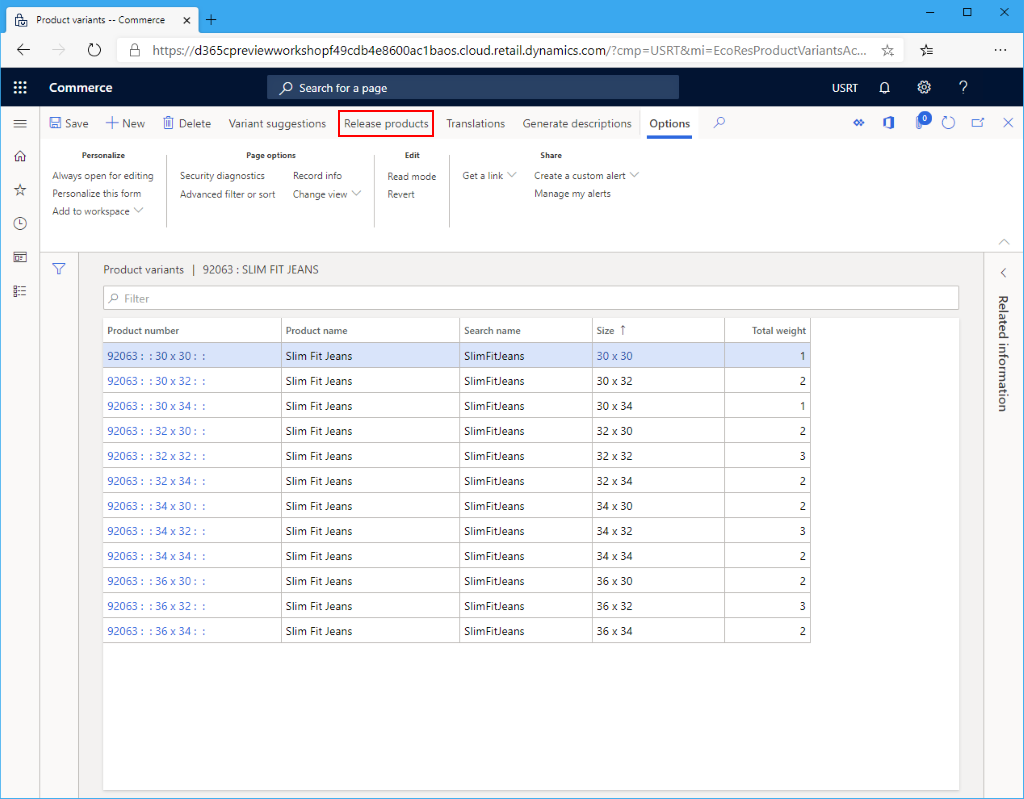 Product variants -- Commerce
https://d365cpreviewworkshopf49cdb4e8600ac1baos.cloud.retail.dynamics.com/?cmp=USRT&mi=EcoResProductVariantsAc...
Commerce
Search for a page
USRT
?
Save
New
Delete
Variant suggestions
Release products
Translations
Generate descriptions
Options
0
Personalize
Always open for editing
Personalize this form
Add to workspace
Page options
Security diagnostics
Advanced filter or sort
Record info
Change view
Edit
Read mode
Revert
Get a link
Share
Create a custom alert
Manage my alerts
Product variants | 92063 : SLIM FIT JEANS
Filter
Product number Product name Search name Size ↑ Total weight
92063 : : 30 x 30 : : Slim Fit Jeans SlimFitJeans 30 x 30 1
92063 : : 30 x 32 : : Slim Fit Jeans SlimFitJeans 30 x 32 2
92063 : : 30 x 34 : : Slim Fit Jeans SlimFitJeans 30 x 34 1
92063 : : 32 x 30 : : Slim Fit Jeans SlimFitJeans 32 x 30 2
92063 : : 32 x 32 : : Slim Fit Jeans SlimFitJeans 32 x 32 3
92063 : : 32 x 34 : : Slim Fit Jeans SlimFitJeans 32 x 34 2
92063 : : 34 x 30 : : Slim Fit Jeans SlimFitJeans 34 x 30 2
92063 : : 34 x 32 : : Slim Fit Jeans SlimFitJeans 34 x 32 3
92063 : : 34 x 34 : : Slim Fit Jeans SlimFitJeans 34 x 34 2
92063 : : 36 x 30 : : Slim Fit Jeans SlimFitJeans 36 x 30 2
92063 : : 36 x 32 : : Slim Fit Jeans SlimFitJeans 36 x 32 3
92063 : : 36 x 34 : : Slim Fit Jeans SlimFitJeans 36 x 34 2
Related information